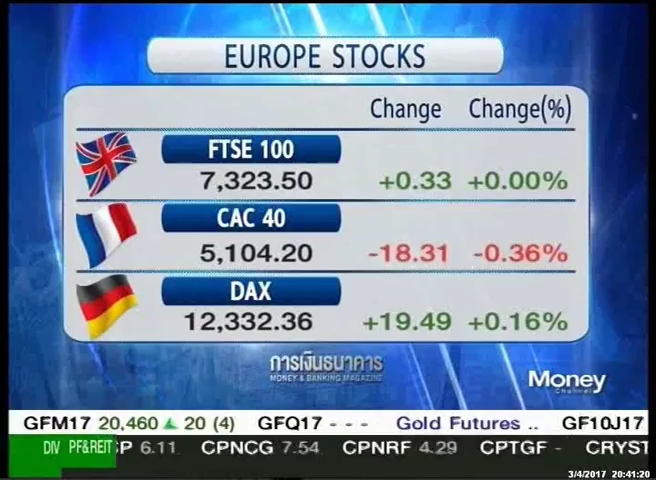 EUROPE STOCKS
Change Change(%)
FTSE 100
7,323.50 +0.33 +0.00%
CAC 40
5,104.20 -18.31 -0.36%
DAX
12,332.36 +19.49 +0.16%
การเงินธนาคาร
MONEY & BANKING MAGAZINE
Money
Channel
GFM17 20,460 ▲ 20 (4) GFQ17 - - - Gold Futures .. GF10J17
DIV PF&REIT P 6.11 CPNCG 7.54 CPNRF 4.29 CPTGF - CRYST
3/4/2017 20:41:20